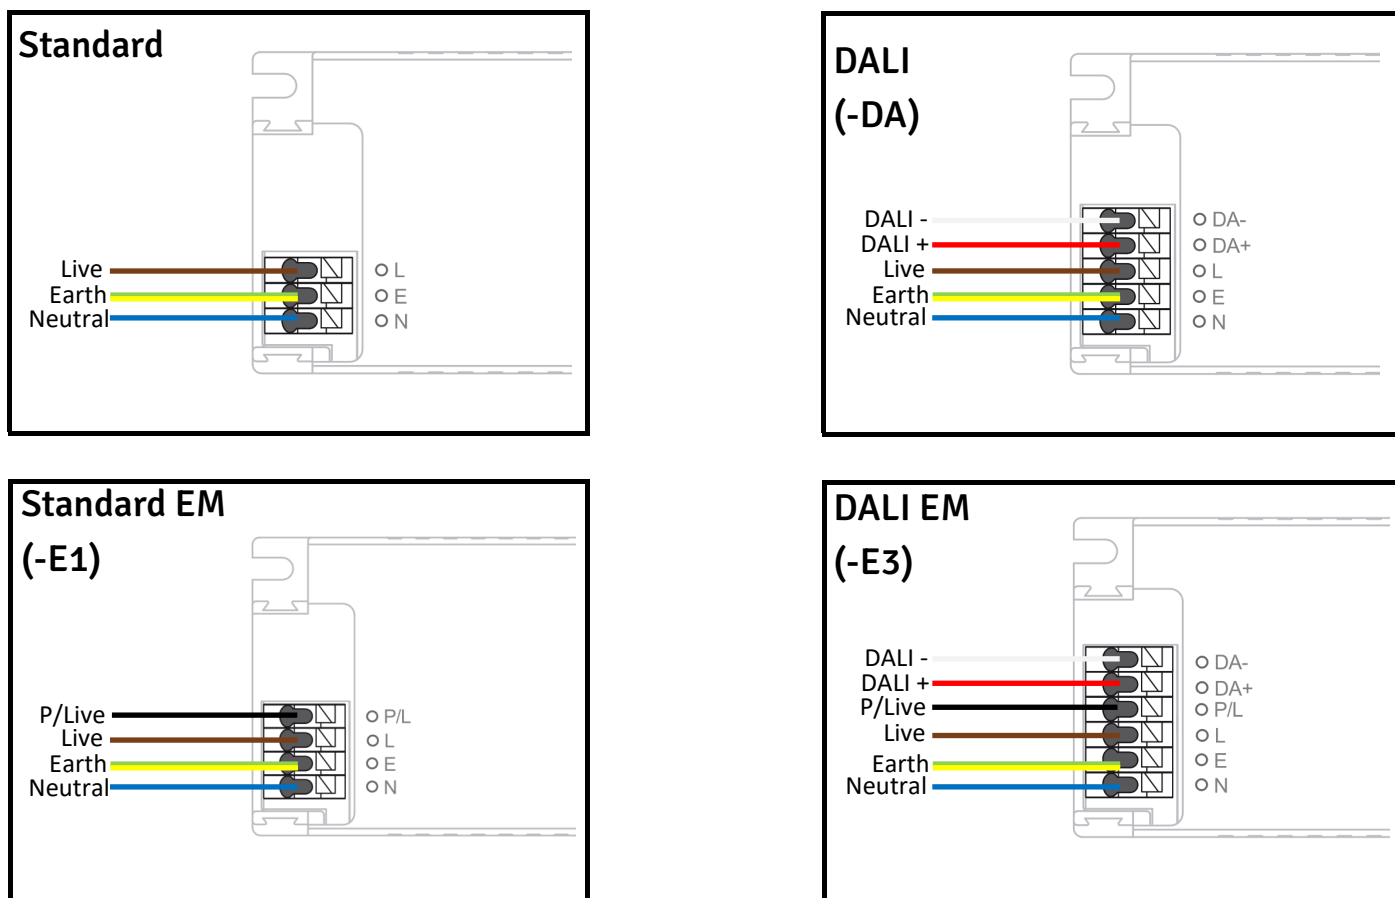 Standard
Live
Earth
Neutral
L
E
N
DALI
(-DA)
DALI -
DALI +
Live
Earth
Neutral
DA-
DA+
L
E
N
Standard EM
(-E1)
P/Live
Live
Earth
Neutral
P/L
L
E
N
DALI EM
(-E3)
DALI -
DALI +
P/Live
Live
Earth
Neutral
DA-
DA+
P/L
L
E
N